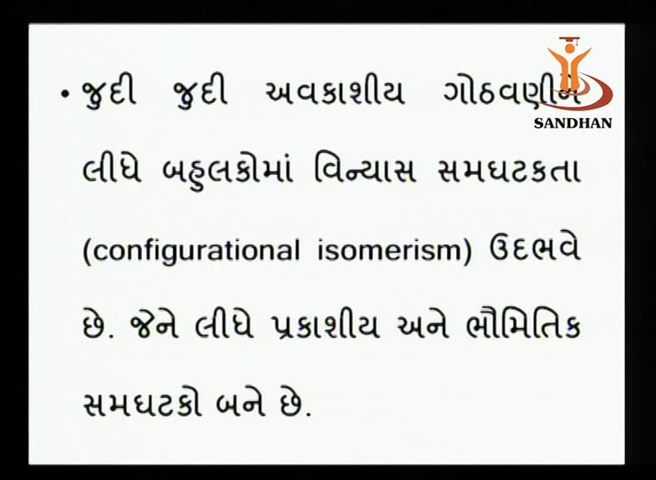 SANDHAN
• જુદી જુદી અવકાશીય ગોઠવણીને
લીધે બહુલકોમાં વિન્યાસ સમઘટકતા
(configurational isomerism) ઉદભવે
છે. જેને લીધે પ્રકાશીય અને ભૌમિતિક
સમઘટકો બને છે.